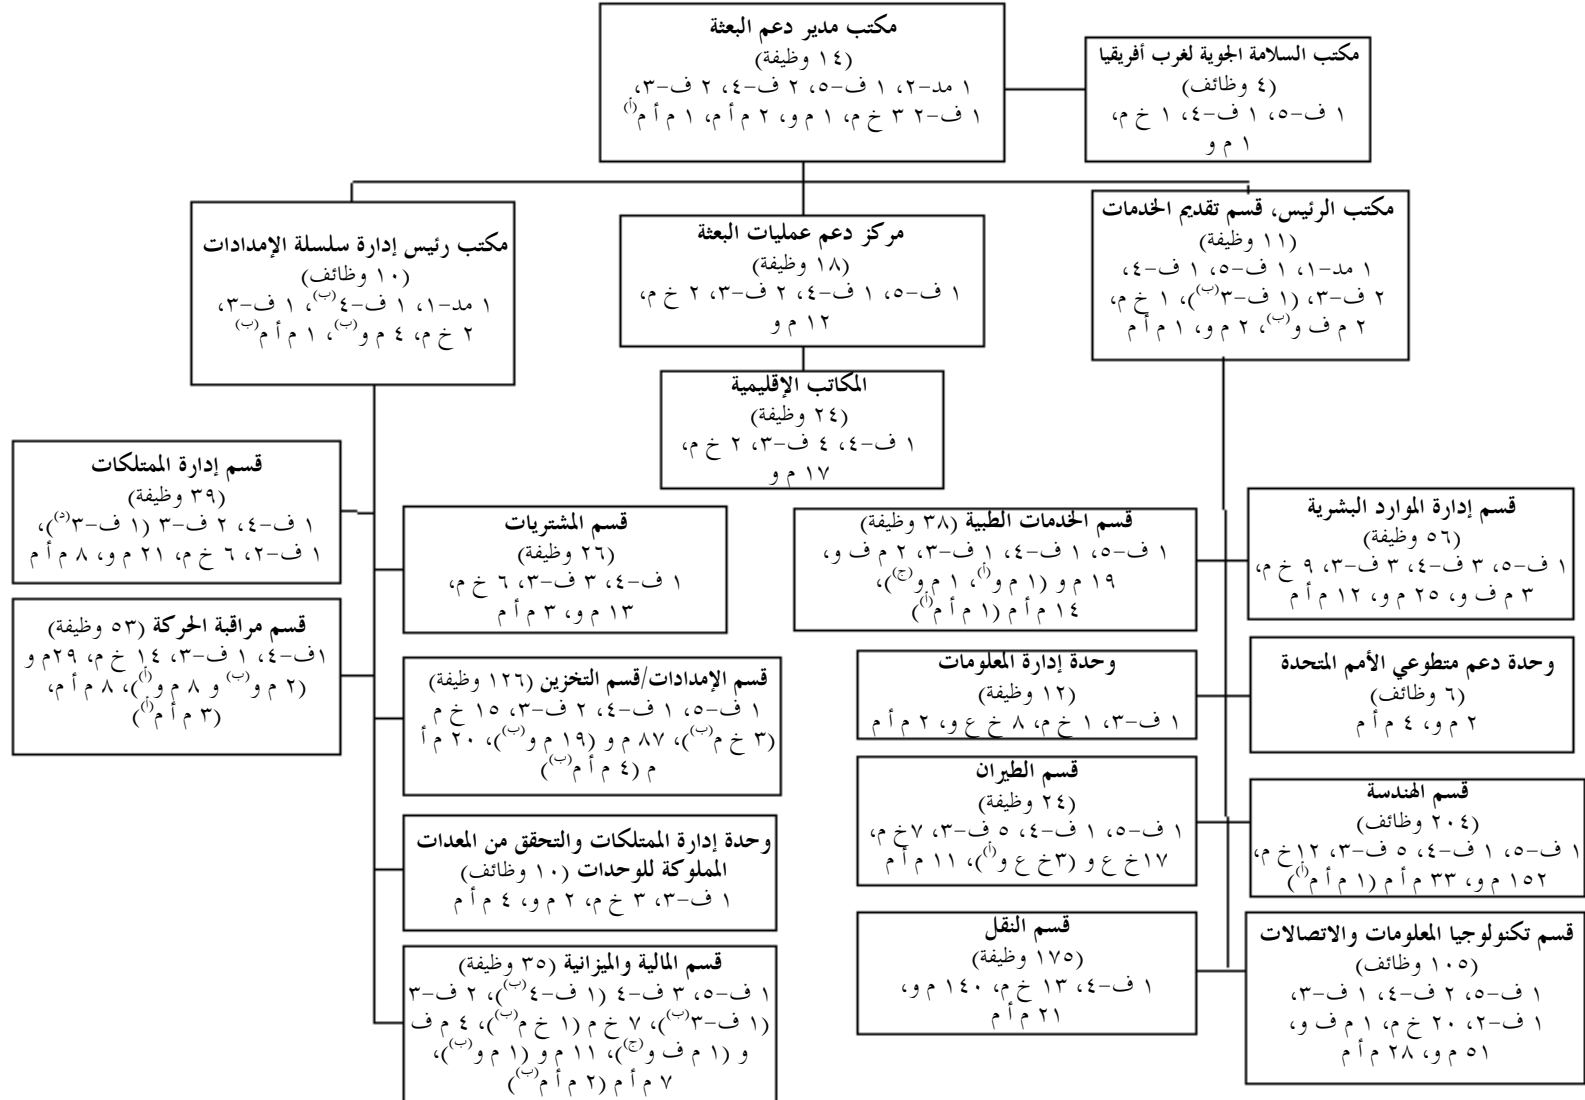 مكتب مدير دعم البعثة
(١٤ وظيفة)
١ مد-٢، ١ ف-٥، ٢ ف-٤، ٢ ف-٣،
١ ف-٢ ٣ خ م، ١ م و، ٢ م أ م، ١ م أ م(أ)
مكتب السلامة الجوية لغرب أفريقيا
(٤ وظائف)
١ ف-٥، ١ ف-٤، ١ خ م،
١ م و
مكتب الرئيس، قسم تقديم الخدمات
(١١ وظيفة)
١ مد-١، ١ ف-٥، ١ ف-٤،
٢ ف-٣، (١ ف-٣(ب))، ١ خ م،
٢ م ف و(ب)، ٢ م و، ١ م أ م
مركز دعم عمليات البعثة
(١٨ وظيفة)
١ ف-٥، ١ ف-٤، ٢ ف-٣، ٢ خ م،
١٢ م و
مكتب رئيس إدارة سلسلة الإمدادات
(١٠ وظائف)
١ مد-١، ١ ف-٤(ب)، ١ ف-٣،
٢ خ م، ٤ م و(ب)، ١ م أ م(ب)
المكاتب الإقليمية
(٢٤ وظيفة)
١ ف-٤، ٤ ف-٣، ٢ خ م،
١٧ م و
قسم إدارة الموارد البشرية
(٥٦ وظيفة)
١ ف-٥، ٣ ف-٤، ٣ ف-٣، ٩ خ م،
٣ م ف و، ٢٥ م و، ١٢ م أ م
قسم الخدمات الطبية (٣٨ وظيفة)
١ ف-٥، ١ ف-٤، ١ ف-٣، ٢ م ف و،
١٩ م و (١ م و(أ)، ١ م و(ج))،
١٤ م أ م (١ م أ م(أ))
وحدة دعم متطوعي الأمم المتحدة
(٦ وظائف)
٢ م و، ٤ م أ م
وحدة إدارة المعلومات
(١٢ وظيفة)
١ ف-٣، ١ خ م، ٨ خ ع و، ٢ م أ م
قسم الهندسة
(٢٠٤ وظائف)
١ ف-٥، ١ ف-٤، ٥ ف-٣، ١٢خ م،
١٥٢ م و، ٣٣ م أ م (١ م أ م(أ))
قسم الطيران
(٢٤ وظيفة)
١ ف-٥، ١ ف-٤، ٥ ف-٣، ٧خ م،
١٧خ ع و (٣خ ع و(أ))، ١١ م أ م
قسم تكنولوجيا المعلومات والاتصالات
(١٠٥ وظائف)
١ ف-٥، ٢ ف-٤، ١ ف-٣،
١ ف-٢، ٢٠ خ م، ١ م ف و،
٥١ م و، ٢٨ م أ م
قسم النقل
(١٧٥ وظيفة)
١ ف-٤، ١٣ خ م، ١٤٠ م و،
٢١ م أ م
قسم المشتريات
(٢٦ وظيفة)
١ ف-٤، ٣ ف-٣، ٦ خ م،
١٣ م و، ٣ م أ م
قسم إدارة الممتلكات
(٣٩ وظيفة)
١ ف-٤، ٢ ف-٣ (١ ف-٣(د))،
١ ف-٢، ٦ خ م، ٢١ م و، ٨ م أ م
قسم الإمدادات/قسم التخزين (١٢٦ وظيفة)
١ ف-٥، ١ ف-٤، ٢ ف-٣، ١٥ خ م
(٣ خ م(ب))، ٨٧ م و (١٩ م و(ب))، ٢٠ م أ
م (٤ م أ م(ب))
قسم مراقبة الحركة (٥٣ وظيفة)
١ف-٤، ١ ف-٣، ١٤ خ م، ٢٩م و
(٢ م و(ب) و ٨ م و(أ))، ٨ م أ م،
(٣ م أ م(أ))
وحدة إدارة الممتلكات والتحقق من المعدات
المملوكة للوحدات (١٠ وظائف)
١ ف-٣، ٣ خ م، ٢ م و، ٤ م أ م
قسم المالية والميزانية (٣٥ وظيفة)
١ ف-٥، ٣ ف-٤ (١ ف-٤(ب))، ٢ ف-٣
(١ ف-٣(ب))، ٧ خ م (١ خ م(ب))، ٤ م ف
و (١ م ف و(ج))، ١١ م و (١ م و(ب))،
٧ م أ م (٢ م أ م(ب))